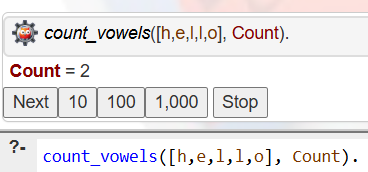 count_vowels([h,e,l,l,o], Count).
Count = 2
Next 10 100 1,000 Stop
?- count_vowels([h,e,l,l,o], Count).